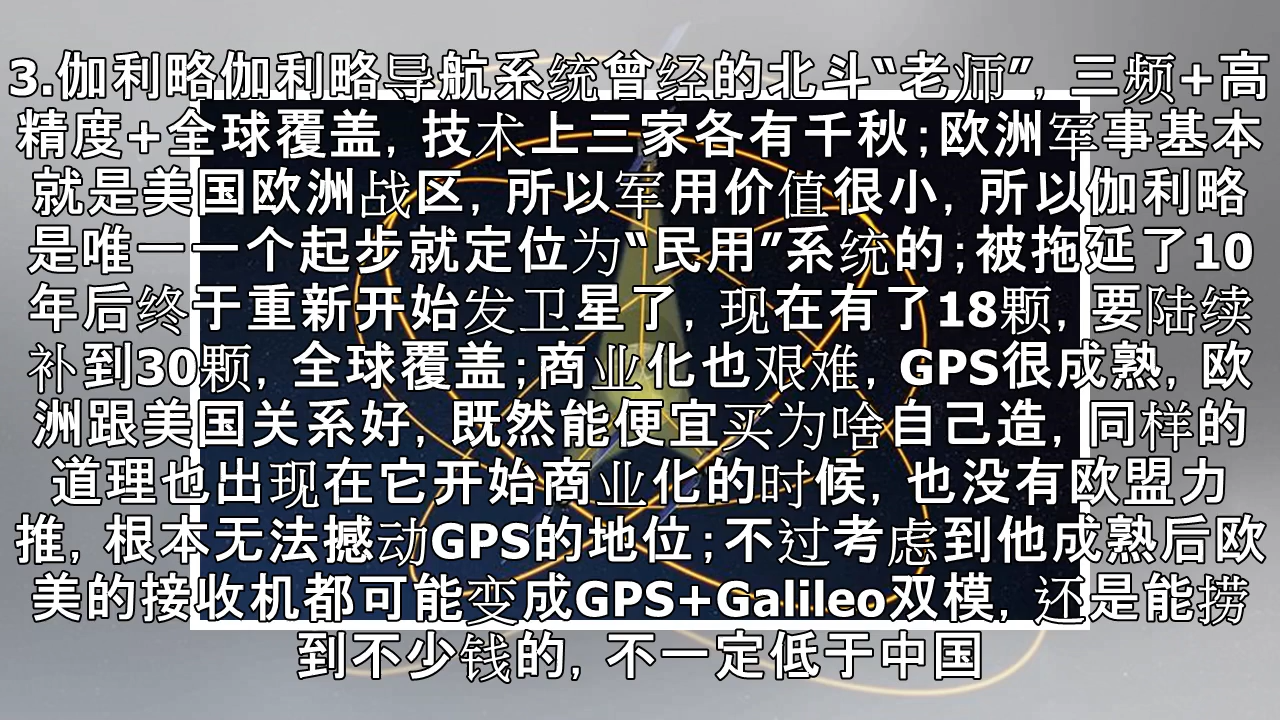 3.伽利略伽利略导航系统曾经的北斗“老师”, 三频+高
精度+全球覆盖, 技术上三家各有千秋;欧洲军事基本
就是美国欧洲战区, 所以军用价值很小, 所以伽利略
是唯一一个起步就定位为“民用”系统的;被拖延了10
年后终于重新开始发卫星了, 现在有了18颗, 要陆续
补到30颗, 全球覆盖;商业化也艰难, GPS很成熟, 欧
洲跟美国关系好, 既然能便宜买为啥自己造, 同样的
道理也出现在它开始商业化的时候, 也没有欧盟力
推, 根本无法撼动GPS的地位;不过考虑到他成熟后欧
美的接收机都可能变成GPS+Galileo双模, 还是能捞
到不少钱的, 不一定低于中国